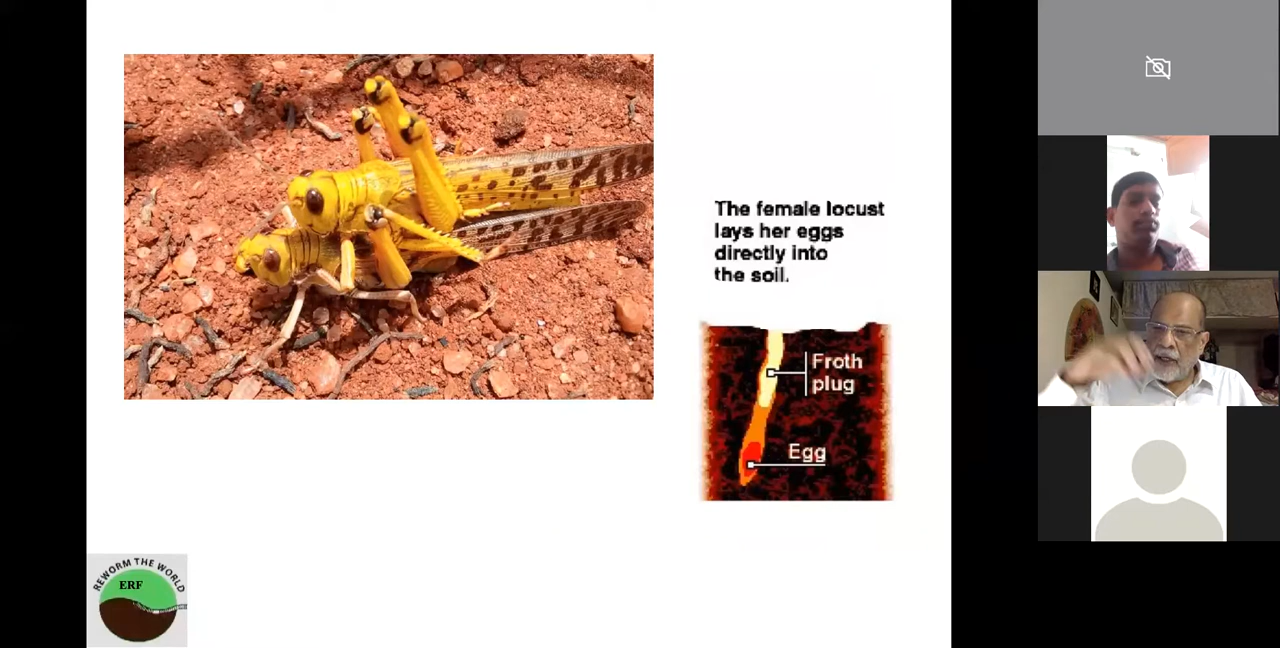 The female locust
lays her eggs
directly into
the soil.
Froth
plug
Egg
REWORM THE WORLD
ERF